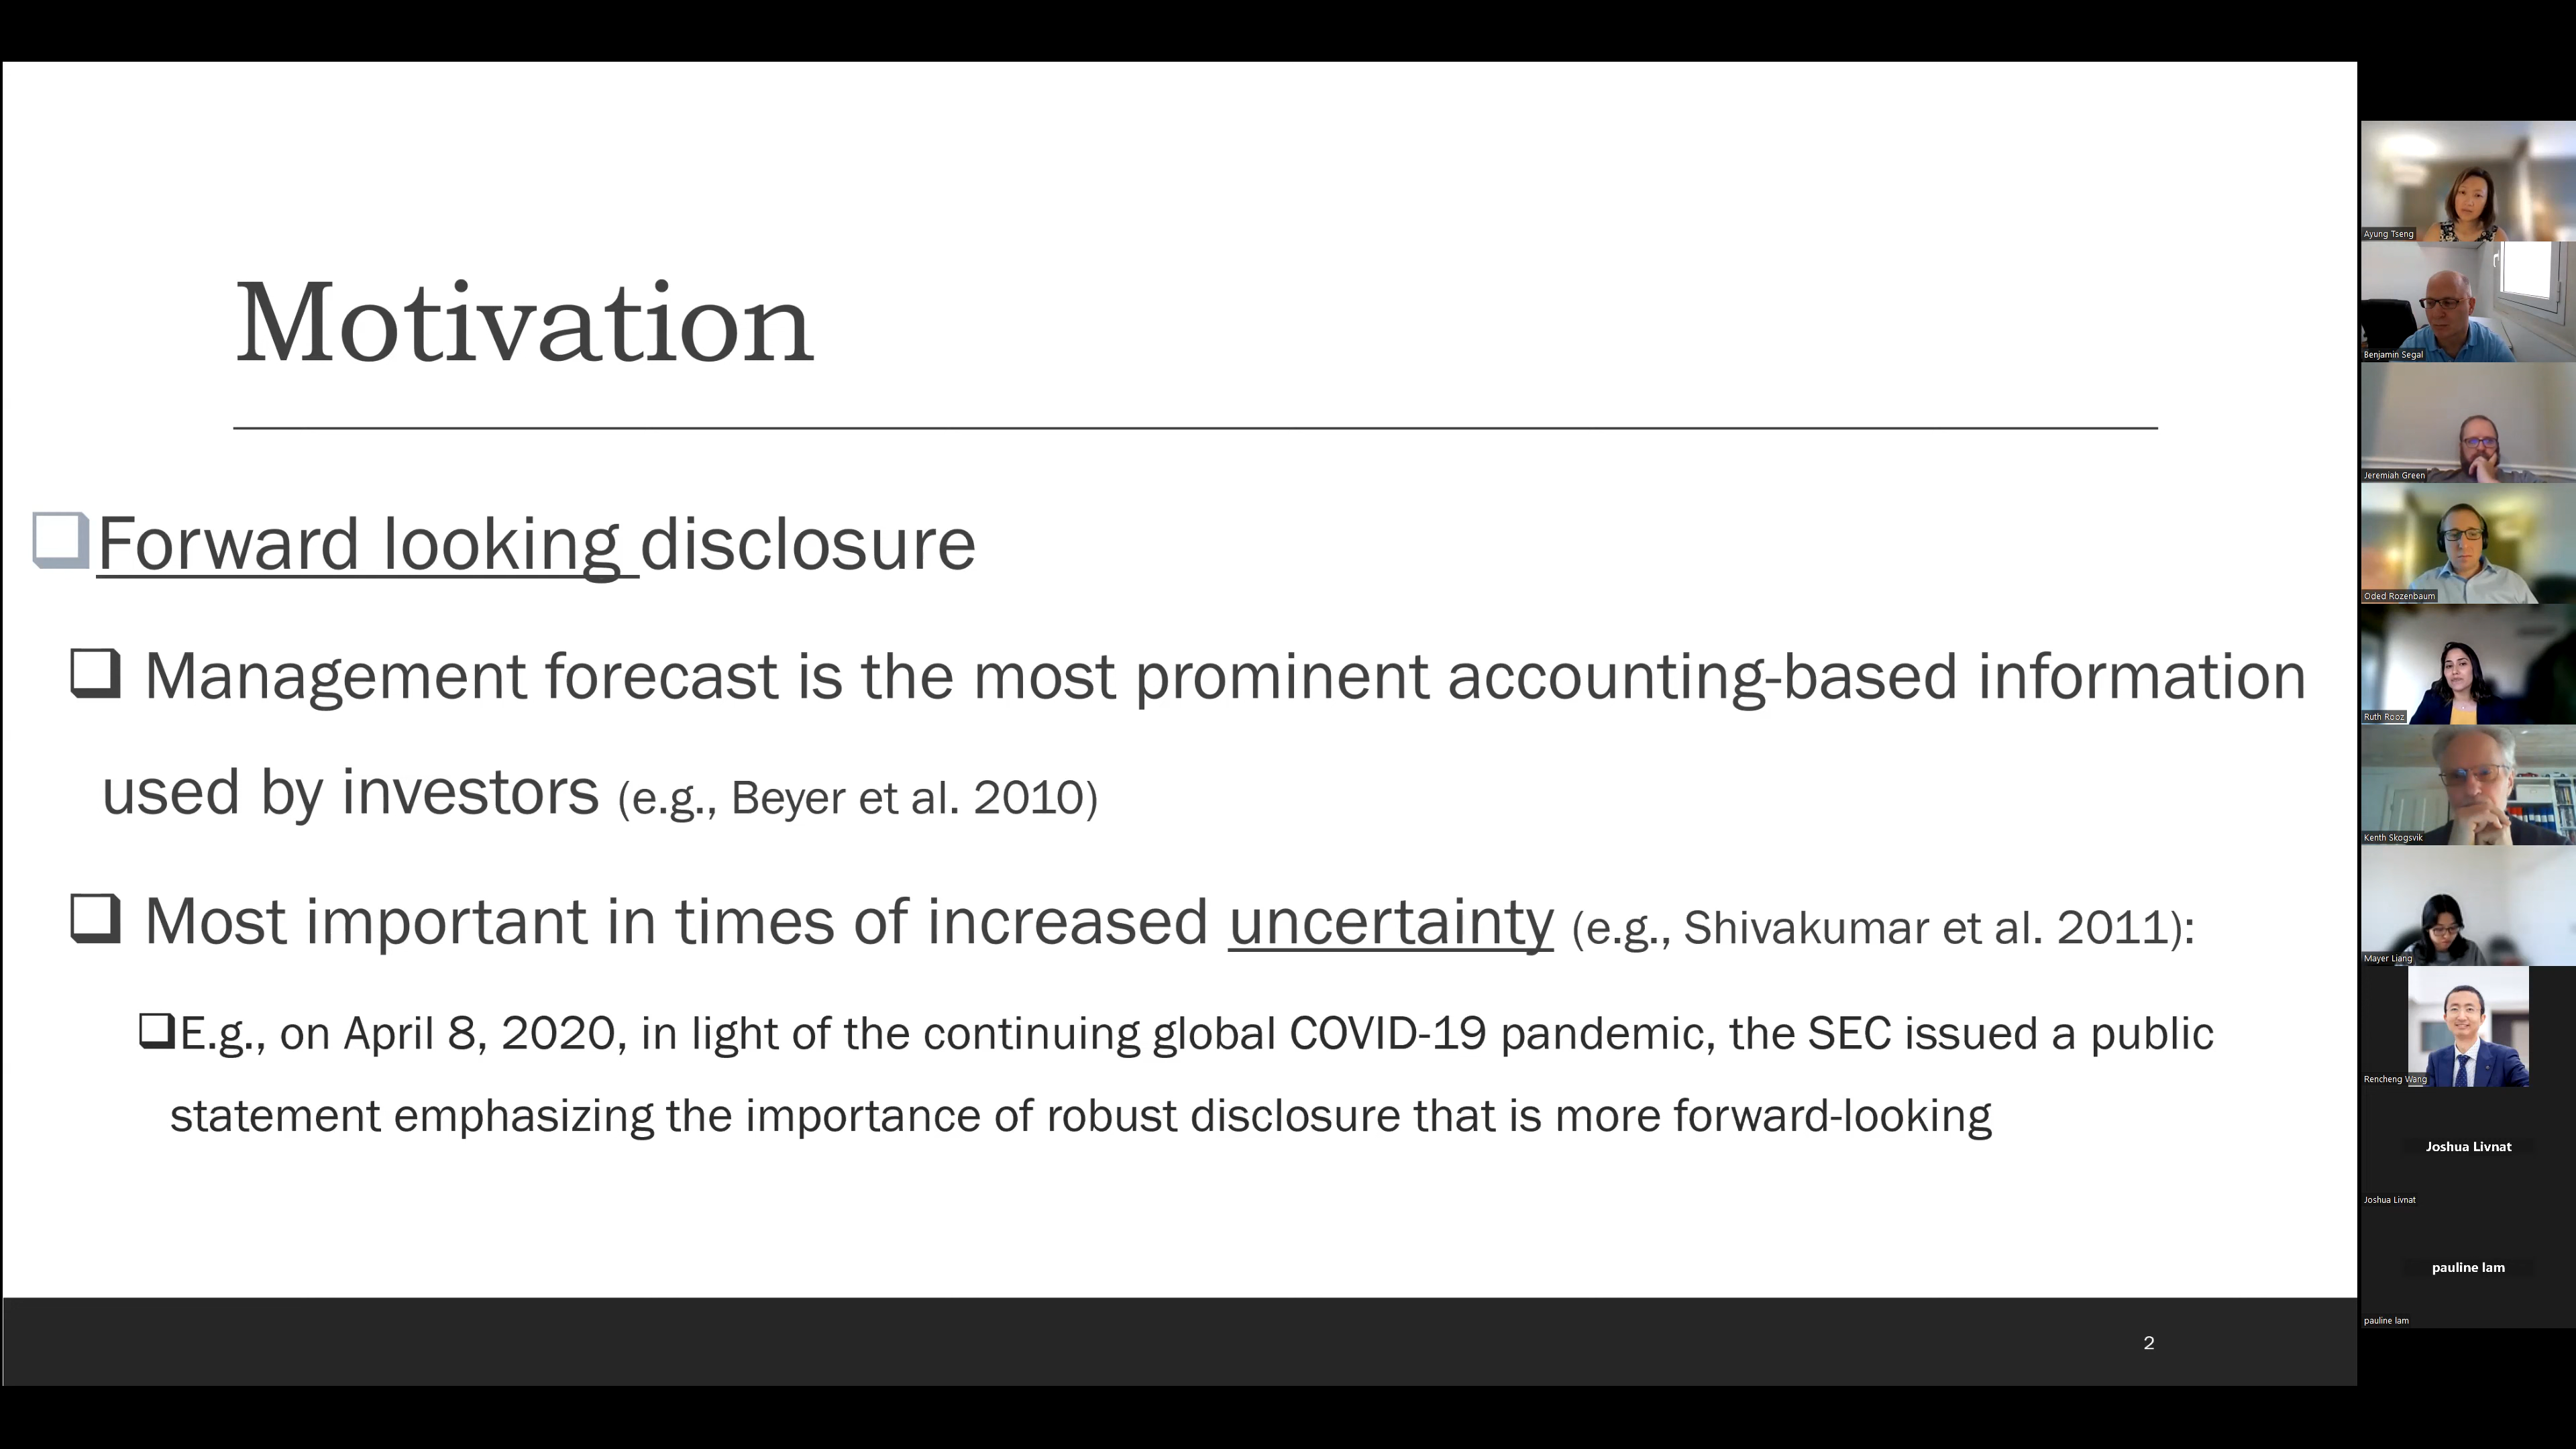 Motivation
Forward looking disclosure
Management forecast is the most prominent accounting-based information
used by investors (e.g., Beyer et al. 2010)
Most important in times of increased uncertainty (e.g., Shivakumar et al. 2011):
E.g., on April 8, 2020, in light of the continuing global COVID-19 pandemic, the SEC issued a public
statement emphasizing the importance of robust disclosure that is more forward-looking
2
Ayung Tseng
Benjamin Segal
Jeremiah Green
Oded Rozenbaum
Ruth Rooz
Kenth Skogsvik
Mayer Liang
Rencheng Wang
Joshua Livnat
Joshua Livnat
pauline lam
pauline lam